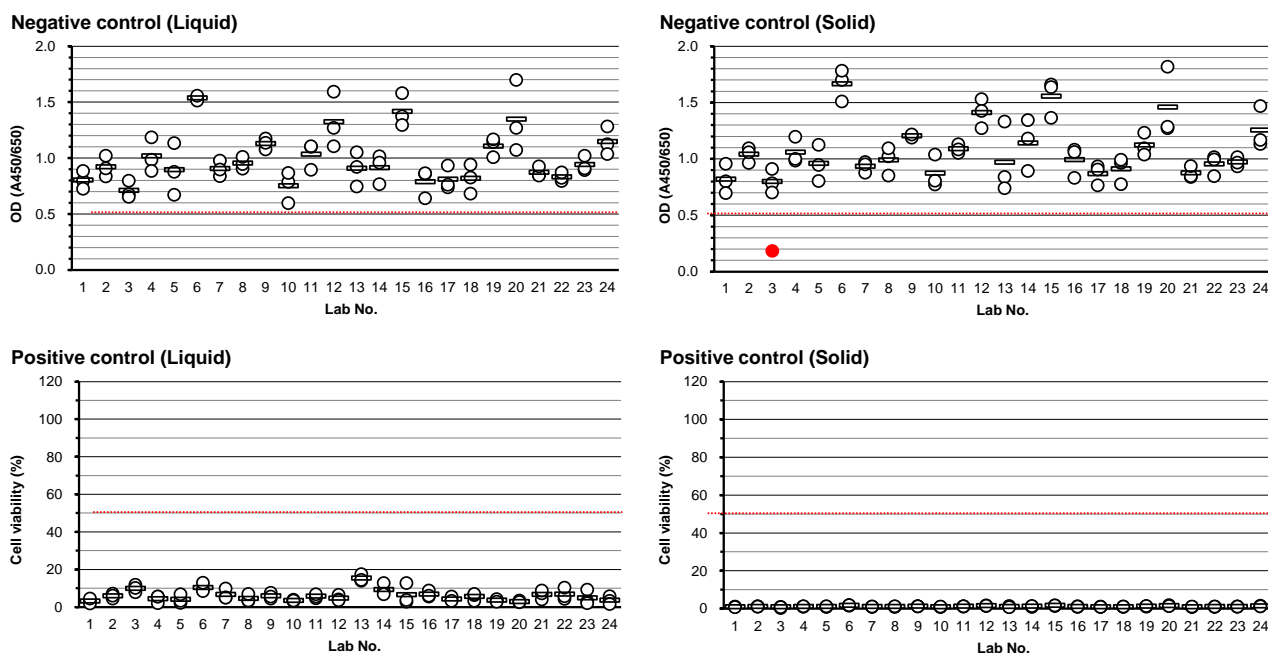 Negative control (Liquid)
2.0
1.5
1.0
0.5
0.0
OD (A450/650)
1 2 3 4 5 6 7 8 9 10 11 12 13 14 15 16 17 18 19 20 21 22 23 24
Lab No.
Negative control (Solid)
2.0
1.5
1.0
0.5
0.0
OD (A450/650)
1 2 3 4 5 6 7 8 9 10 11 12 13 14 15 16 17 18 19 20 21 22 23 24
Lab No.
Positive control (Liquid)
120
100
80
60
40
20
0
Cell viability (%)
1 2 3 4 5 6 7 8 9 10 11 12 13 14 15 16 17 18 19 20 21 22 23 24
Lab No.
Positive control (Solid)
120
100
80
60
40
20
0
Cell viability (%)
1 2 3 4 5 6 7 8 9 10 11 12 13 14 15 16 17 18 19 20 21 22 23 24
Lab No.